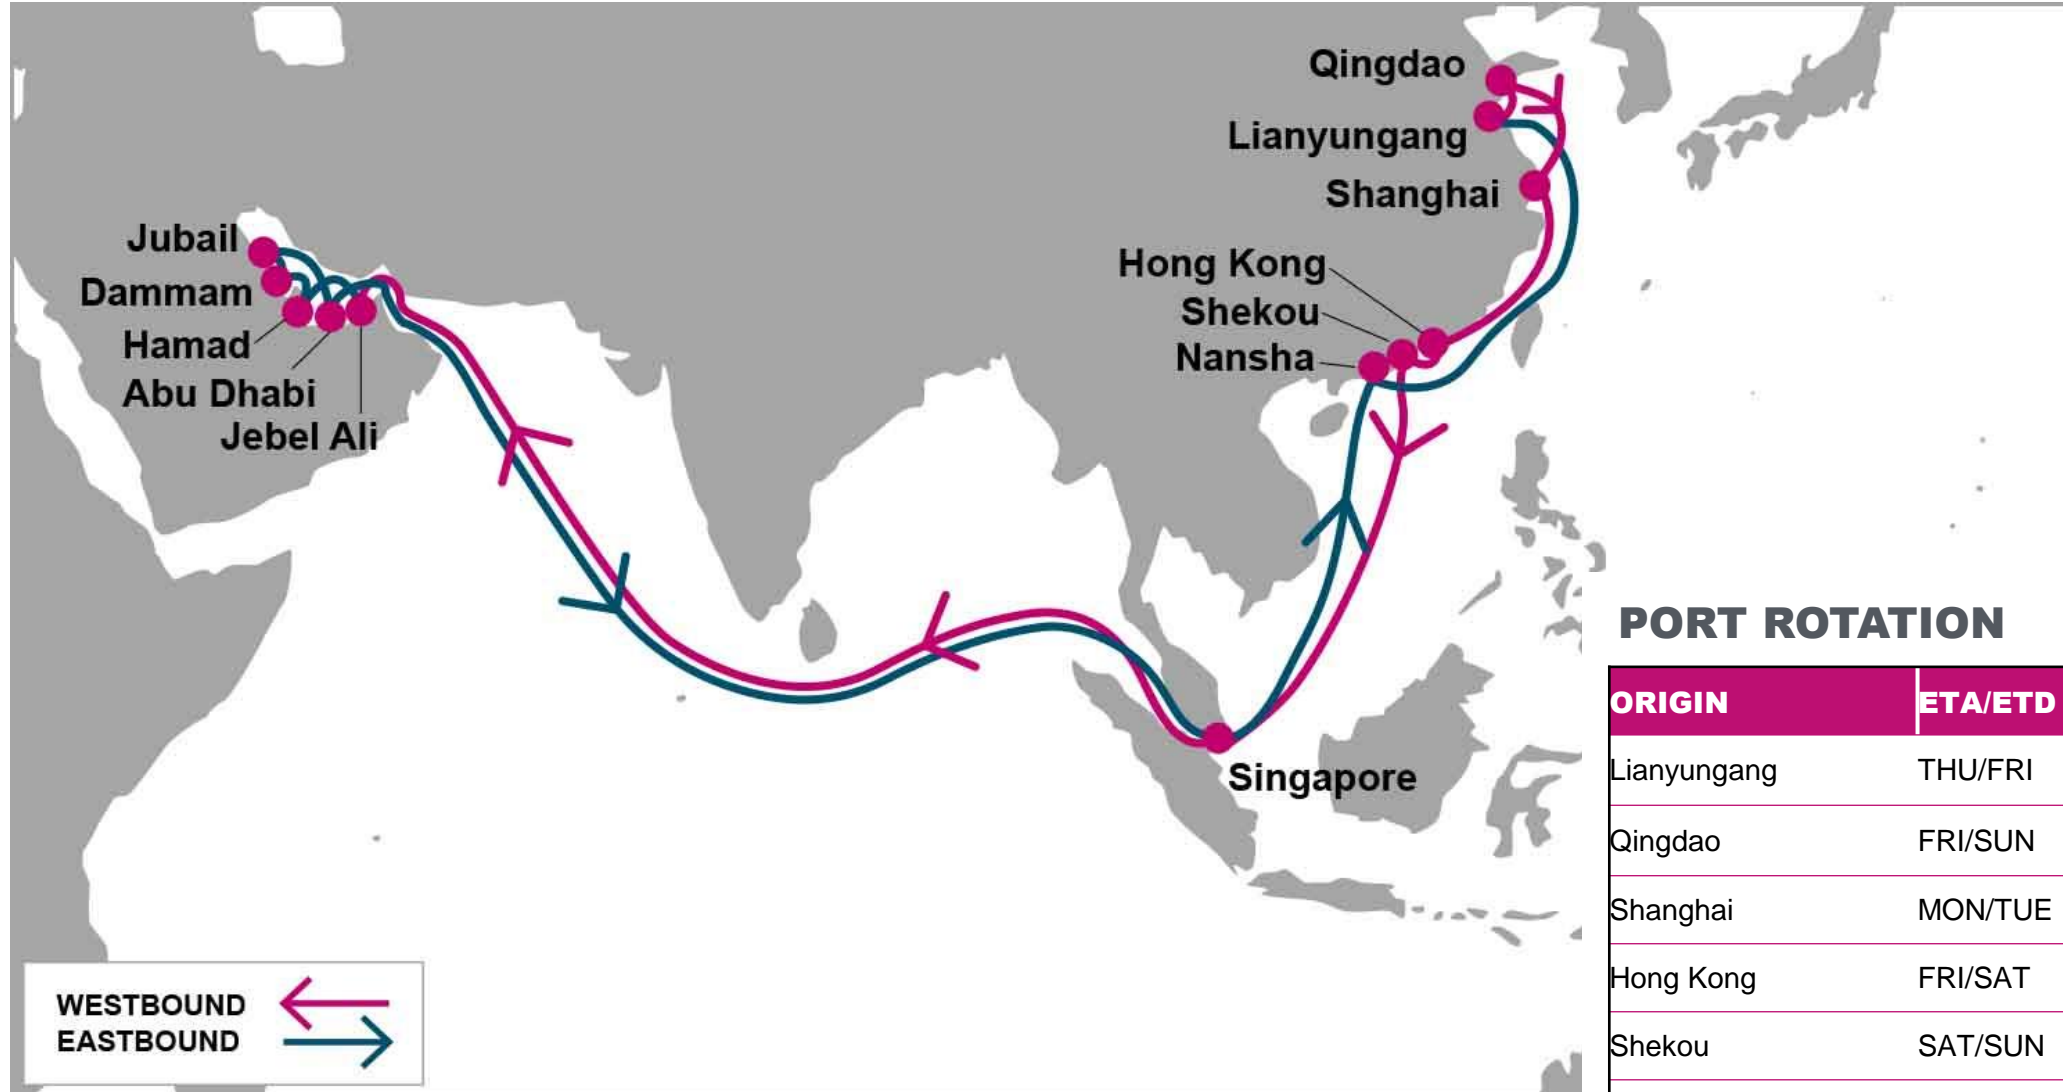 Qingdao
Lianyungang
Shanghai
Hong Kong
Shekou
Nansha
Jubail
Dammam
Hamad
Abu Dhabi
Jebel Ali
Singapore
WESTBOUND
EASTBOUND
PORT ROTATION
ORIGIN ETA/ETD
Lianyungang THU/FRI
Qingdao FRI/SUN
Shanghai MON/TUE
Hong Kong FRI/SAT
Shekou SAT/SUN